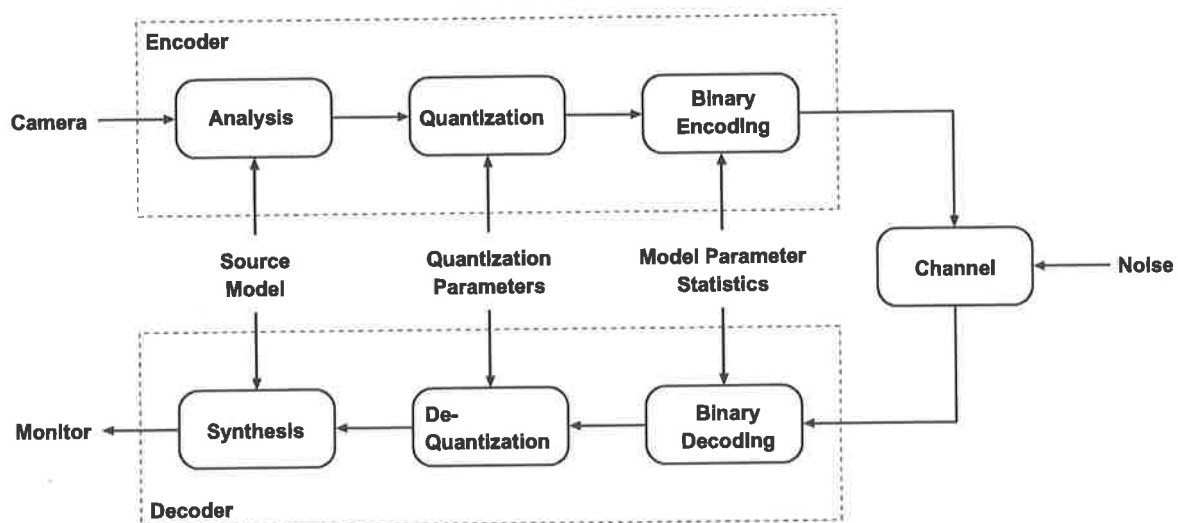 Encoder
Camera
Analysis
Quantization
Binary
Encoding
Source
Model
Quantization
Parameters
Model Parameter
Statistics
Channel
Noise
Monitor
Synthesis
De-
Quantization
Binary
Decoding
Decoder